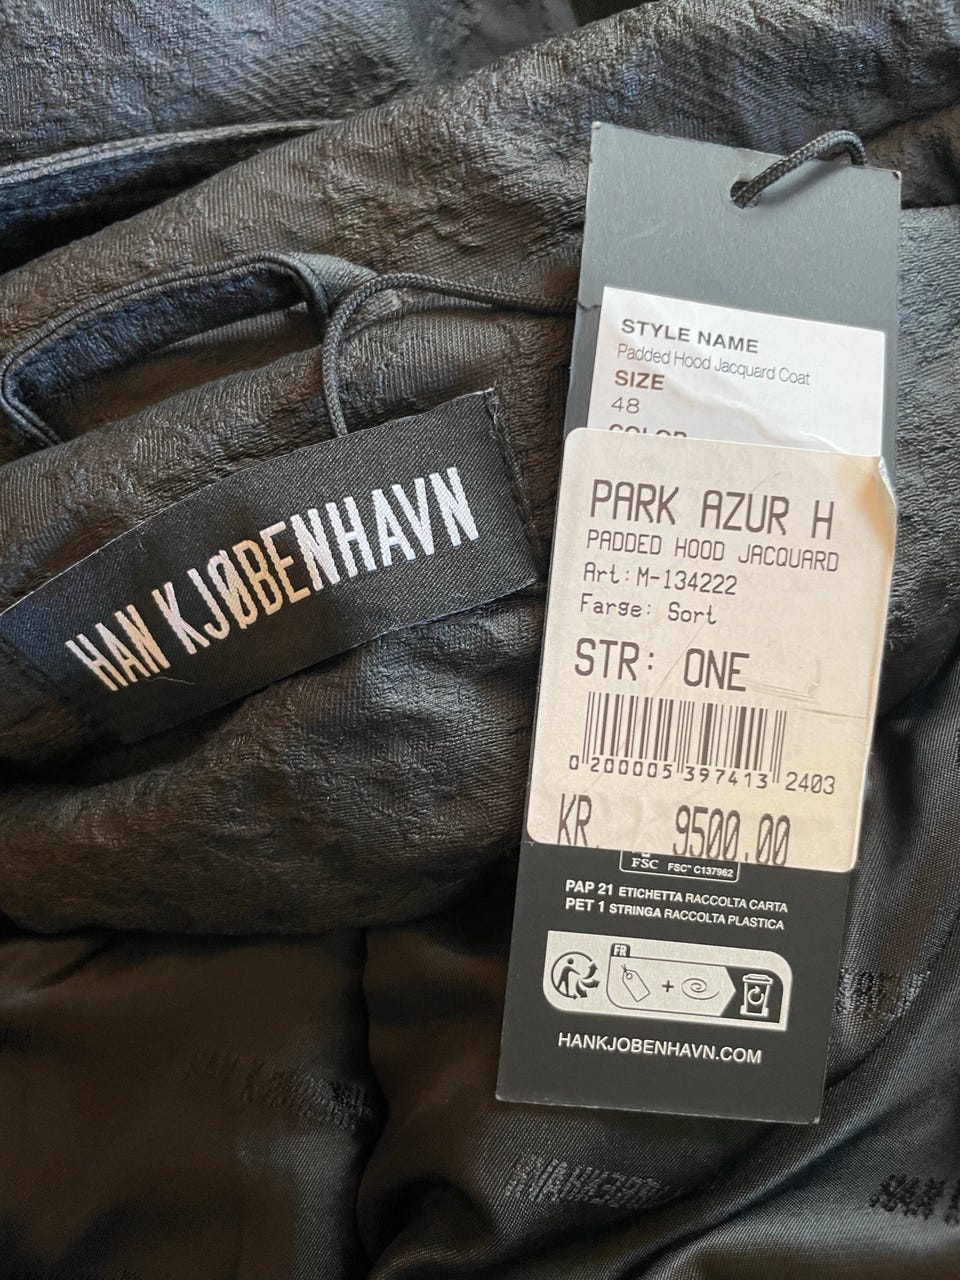 HAN KJØBENHAVN
STYLE NAME
Padded Hood Jacquard Coat
SIZE
48
COLOR
PARK AZUR H
PADDED HOOD JACQUARD
Art: M-134222
Farge: Sort
STR: ONE
0 200005 397413 2403
KR. 9500.00
FSC FSC™ C137962
PAP 21 ETICHETTA RACCOLTA CARTA
PET 1 STRINGA RACCOLTA PLASTICA
FR
+
HANKJOBENHAVN.COM